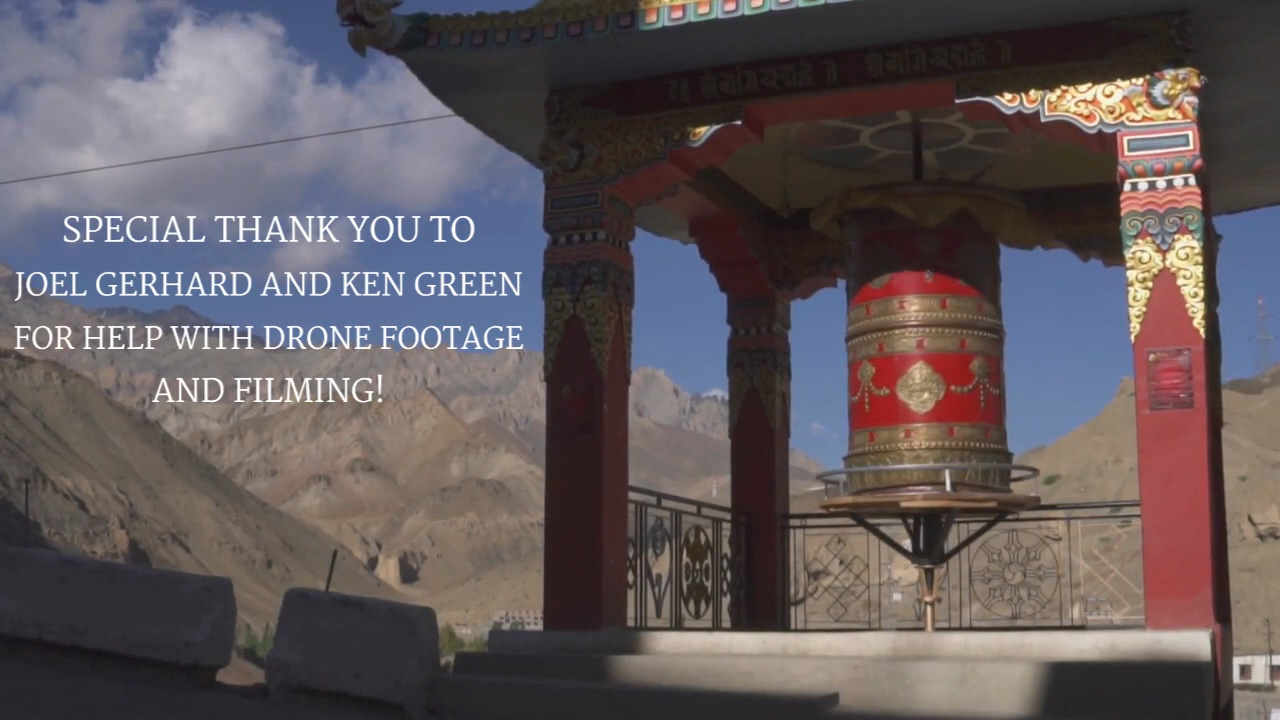 SPECIAL THANK YOU TO
JOEL GERHARD AND KEN GREEN
FOR HELP WITH DRONE FOOTAGE
AND FILMING!